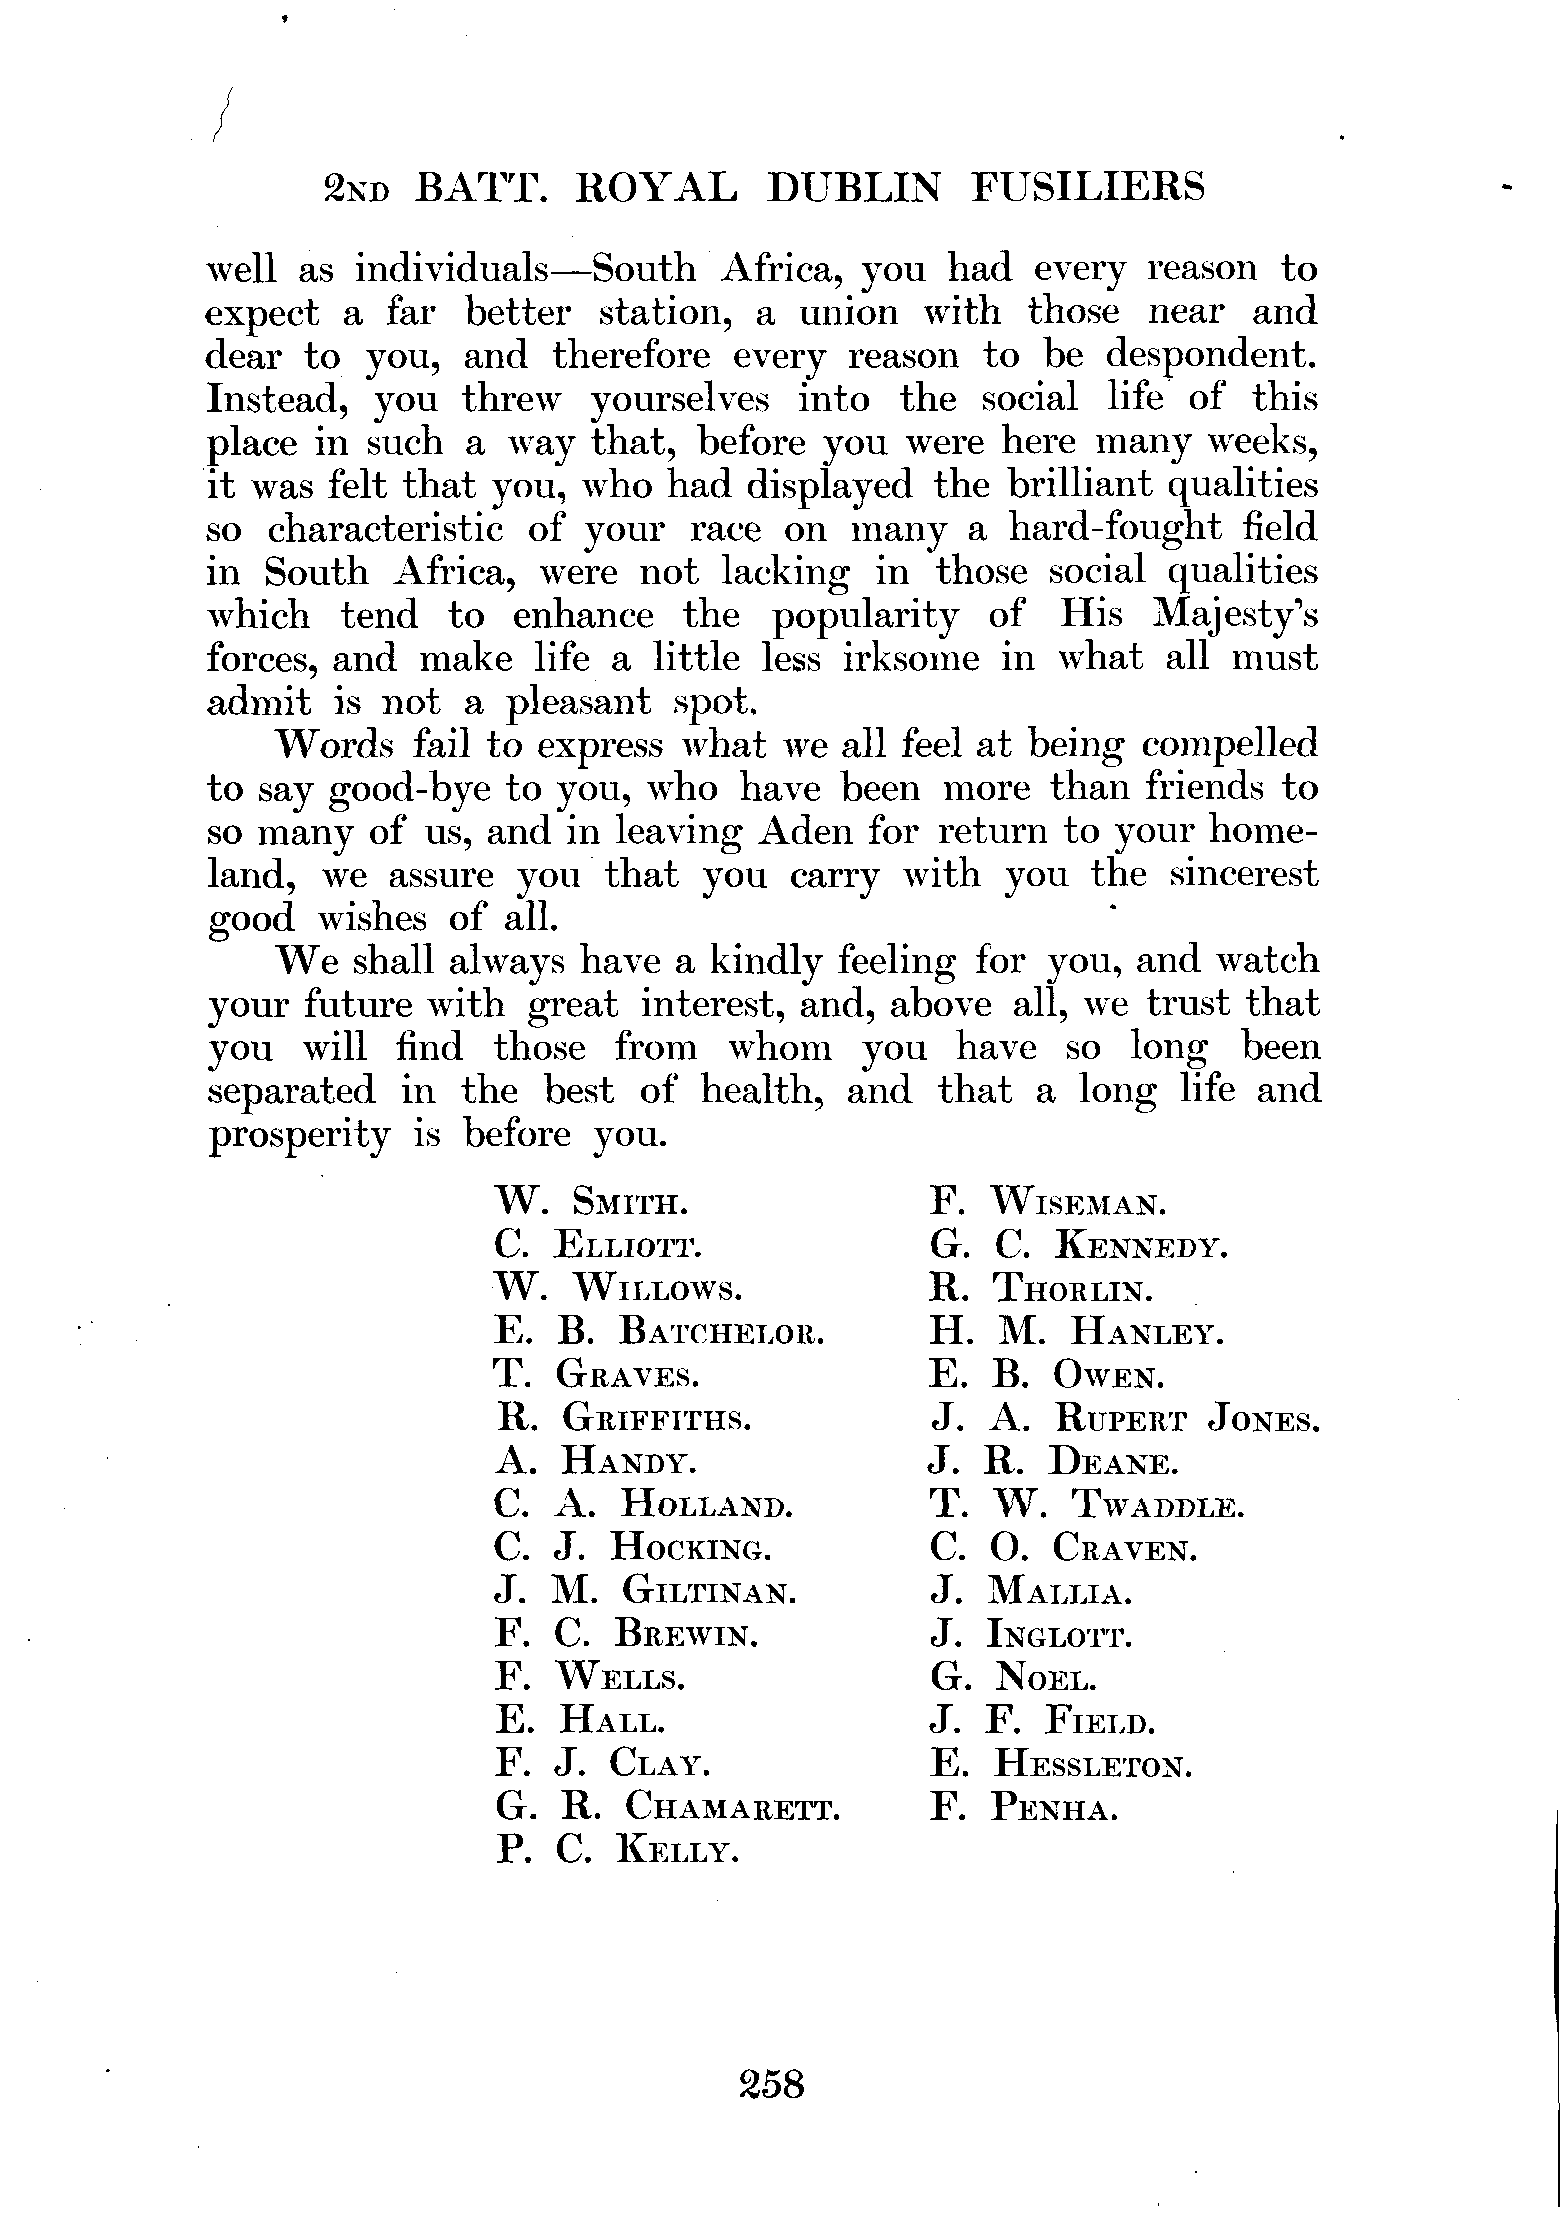 2ND BATT. ROYAL DUBLIN FUSILIERS
well as individuals—South Africa, you had every reason to
expect a far better station, a union with those near and
dear to you, and therefore every reason to be despondent.
Instead, you threw yourselves into the social life of this
place in such a way that, before you were here many weeks,
it was felt that you, who had displayed the brilliant qualities
so characteristic of your race on many a hard-fought field
in South Africa, were not lacking in those social qualities
which tend to enhance the popularity of His Majesty's
forces, and make life a little less irksome in what all must
admit is not a pleasant spot.
Words fail to express what we all feel at being compelled
to say good-bye to you, who have been more than friends to
so many of us, and in leaving Aden for return to your home-
land, we assure you that you carry with you the sincerest
good wishes of all.
We shall always have a kindly feeling for you, and watch
your future with great interest, and, above all, we trust that
you will find those from whom you have so long been
separated in the best of health, and that a long life and
prosperity is before you.
W. SMITH.
C. ELLIOTT.
W. WILLOWS.
E. B. BATCHELOR.
T. GRAVES.
R. GRIFFITHS.
A. HANDY.
C. A. HOLLAND.
C. J. HOCKING.
J. M. GILTINAN.
F. C. BREWIN.
F. WELLS.
E. HALL.
F. J. CLAY.
G. R. CHAMARETT.
P. C. KELLY.
F. WISEMAN.
G. C. KENNEDY.
R. THORLIN.
H. M. HANLEY.
E. B. OWEN.
J. A. RUPERT JONES.
J. R. DEANE.
T. W. TWADDLE.
C. O. CRAVEN.
J. MALLIA.
J. INGLOTT.
G. NOEL.
J. F. FIELD.
E. HESSLETON.
F. PENHA.
258